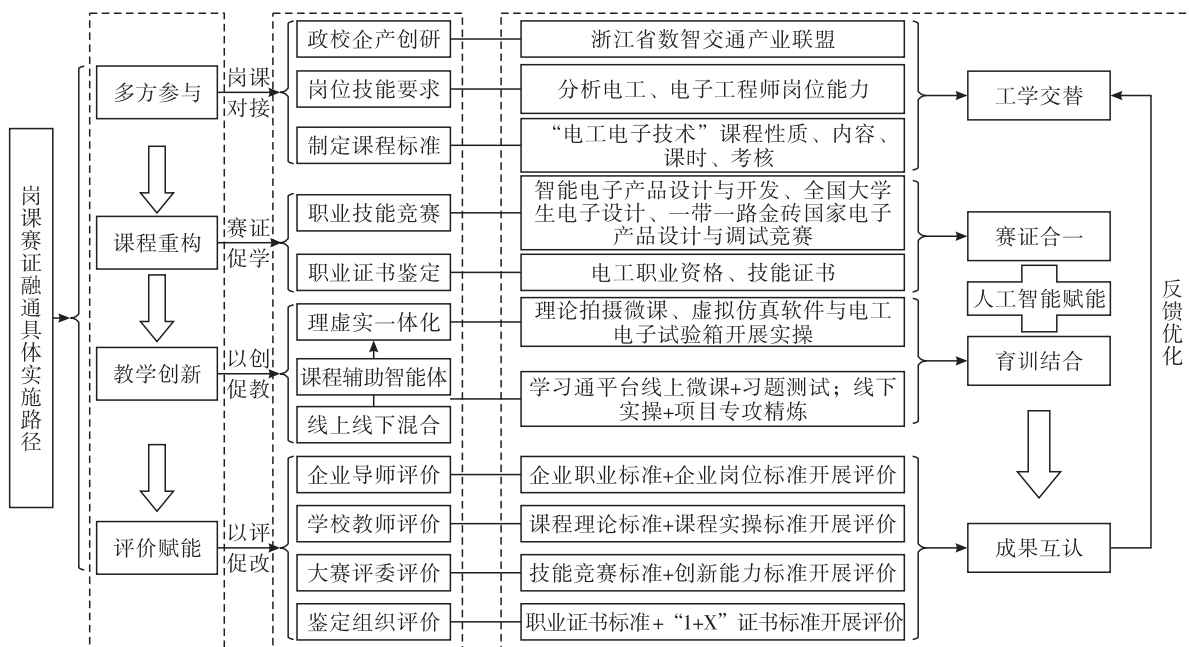 岗课赛证融通具体实施路径
多方参与
课程重构
教学创新
评价赋能
岗课
对接
赛证
促学
以创
促教
以评
促改
政校企产创研
岗位技能要求
制定课程标准
职业技能竞赛
职业证书鉴定
理虚实一体化
课程辅助智能体
线上线下混合
企业导师评价
学校教师评价
大赛评委评价
鉴定组织评价
浙江省数智交通产业联盟
分析电工、电子工程师岗位能力
“电工电子技术”课程性质、内容、
课时、考核
智能电子产品设计与开发、全国大学
生电子设计、一带一路金砖国家电子
产品设计与调试竞赛
电工职业资格、技能证书
理论拍摄微课、虚拟仿真软件与电工
电子试验箱开展实操
学习通平台线上微课+习题测试；线下
实操+项目专攻精炼
企业职业标准+企业岗位标准开展评价
课程理论标准+课程实操标准开展评价
技能竞赛标准+创新能力标准开展评价
职业证书标准+“1+X”证书标准开展评价
工学交替
赛证合一
人工智能赋能
育训结合
成果互认
反馈优化